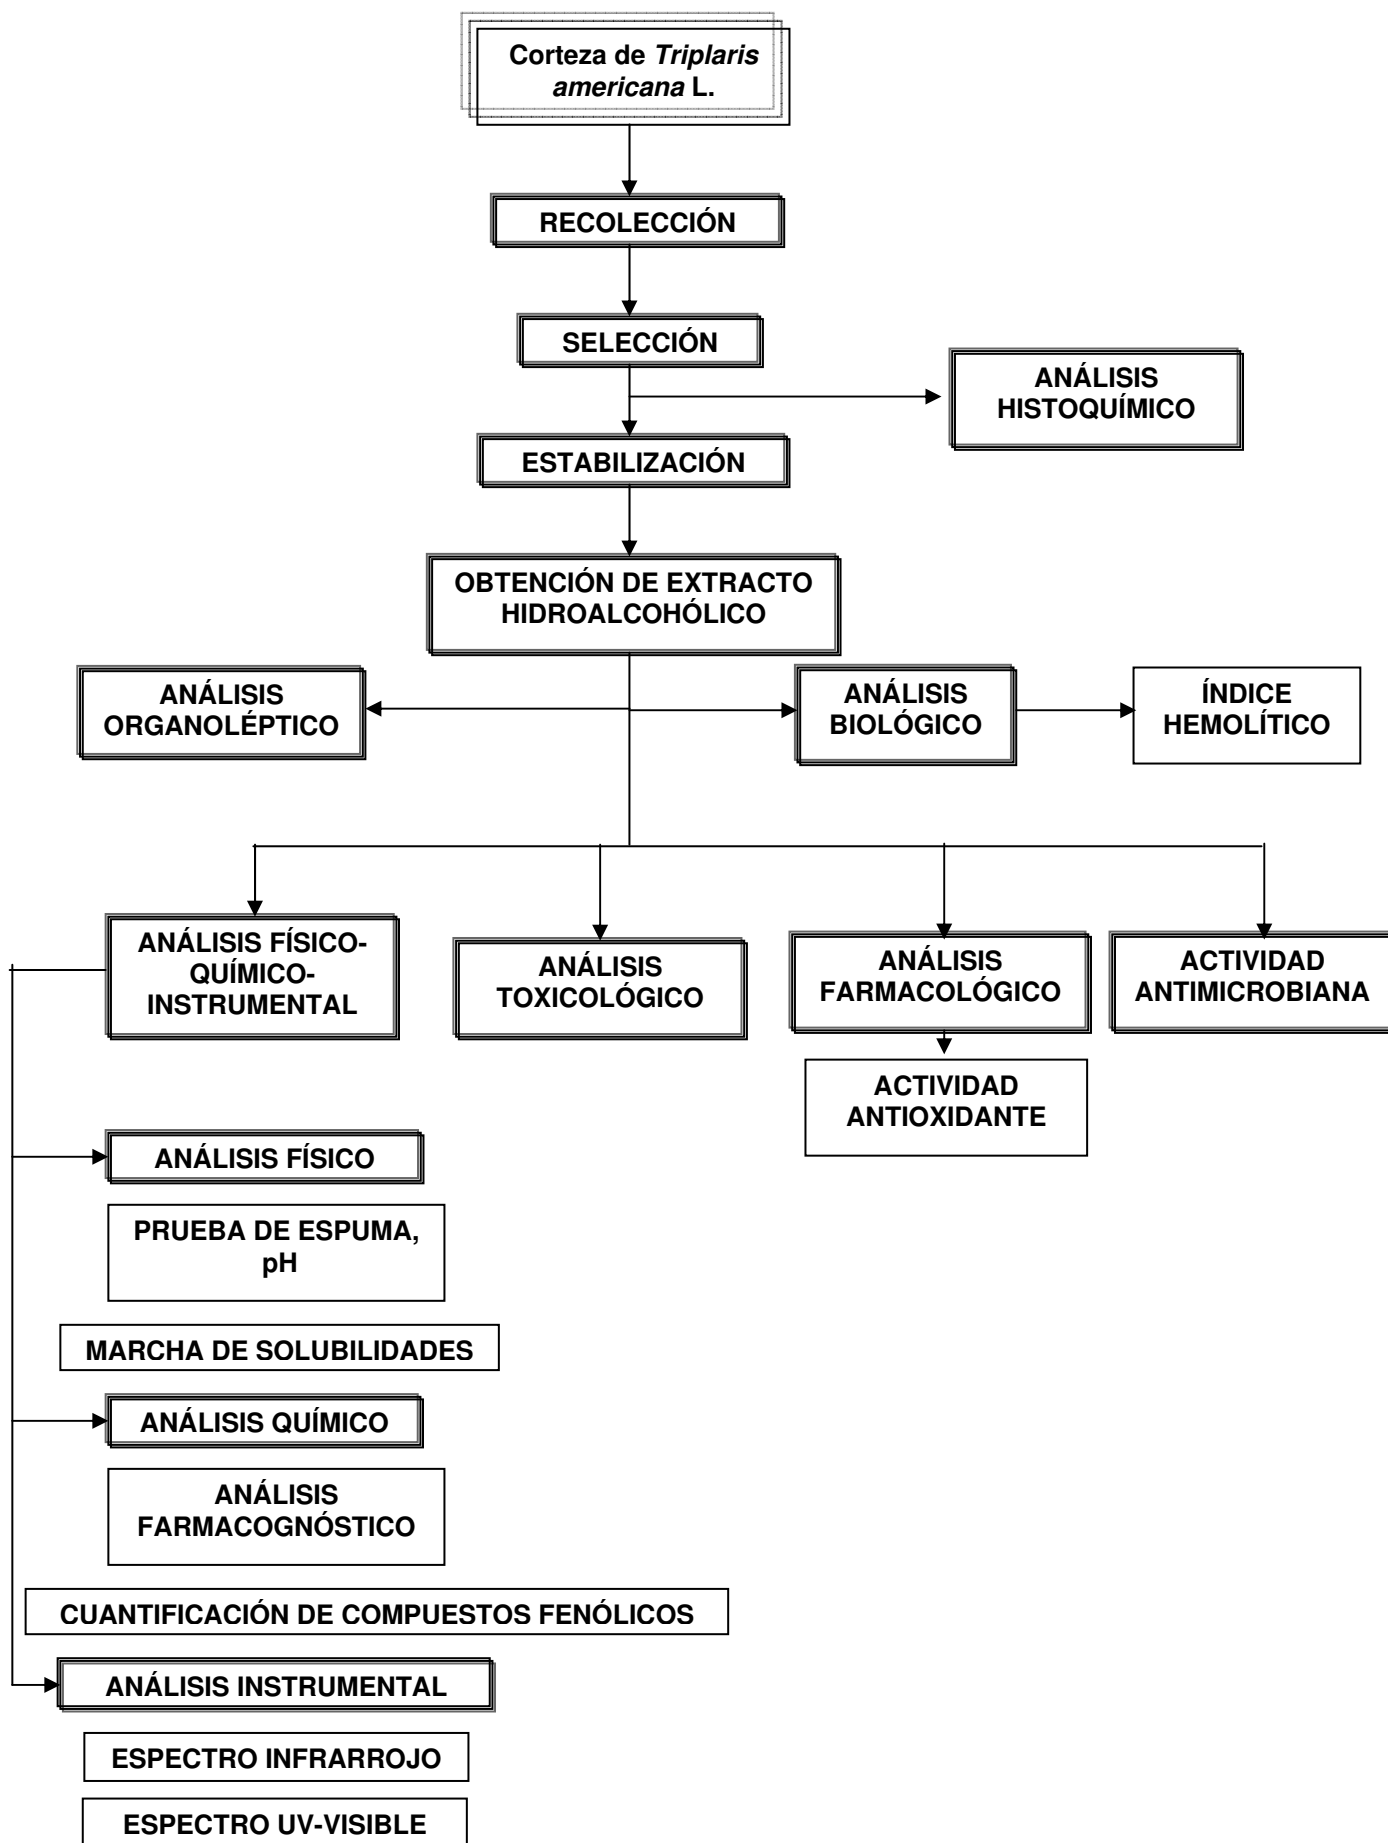 Corteza de Triplaris
americana L.
RECOLECCIÓN
SELECCIÓN
ANÁLISIS
HISTOQUÍMICO
ESTABILIZACIÓN
OBTENCIÓN DE EXTRACTO
HIDROALCOHÓLICO
ANÁLISIS
ORGANOLÉPTICO
ANÁLISIS
BIOLÓGICO
ÍNDICE
HEMOLÍTICO
ANÁLISIS FÍSICO-
QUÍMICO-
INSTRUMENTAL
ANÁLISIS
TOXICOLÓGICO
ANÁLISIS
FARMACOLÓGICO
ACTIVIDAD
ANTIMICROBIANA
ACTIVIDAD
ANTIOXIDANTE
ANÁLISIS FÍSICO
PRUEBA DE ESPUMA,
pH
MARCHA DE SOLUBILIDADES
ANÁLISIS QUÍMICO
ANÁLISIS
FARMACOGNÓSTICO
CUANTIFICACIÓN DE COMPUESTOS FENÓLICOS
ANÁLISIS INSTRUMENTAL
ESPECTRO INFRARROJO
ESPECTRO UV-VISIBLE